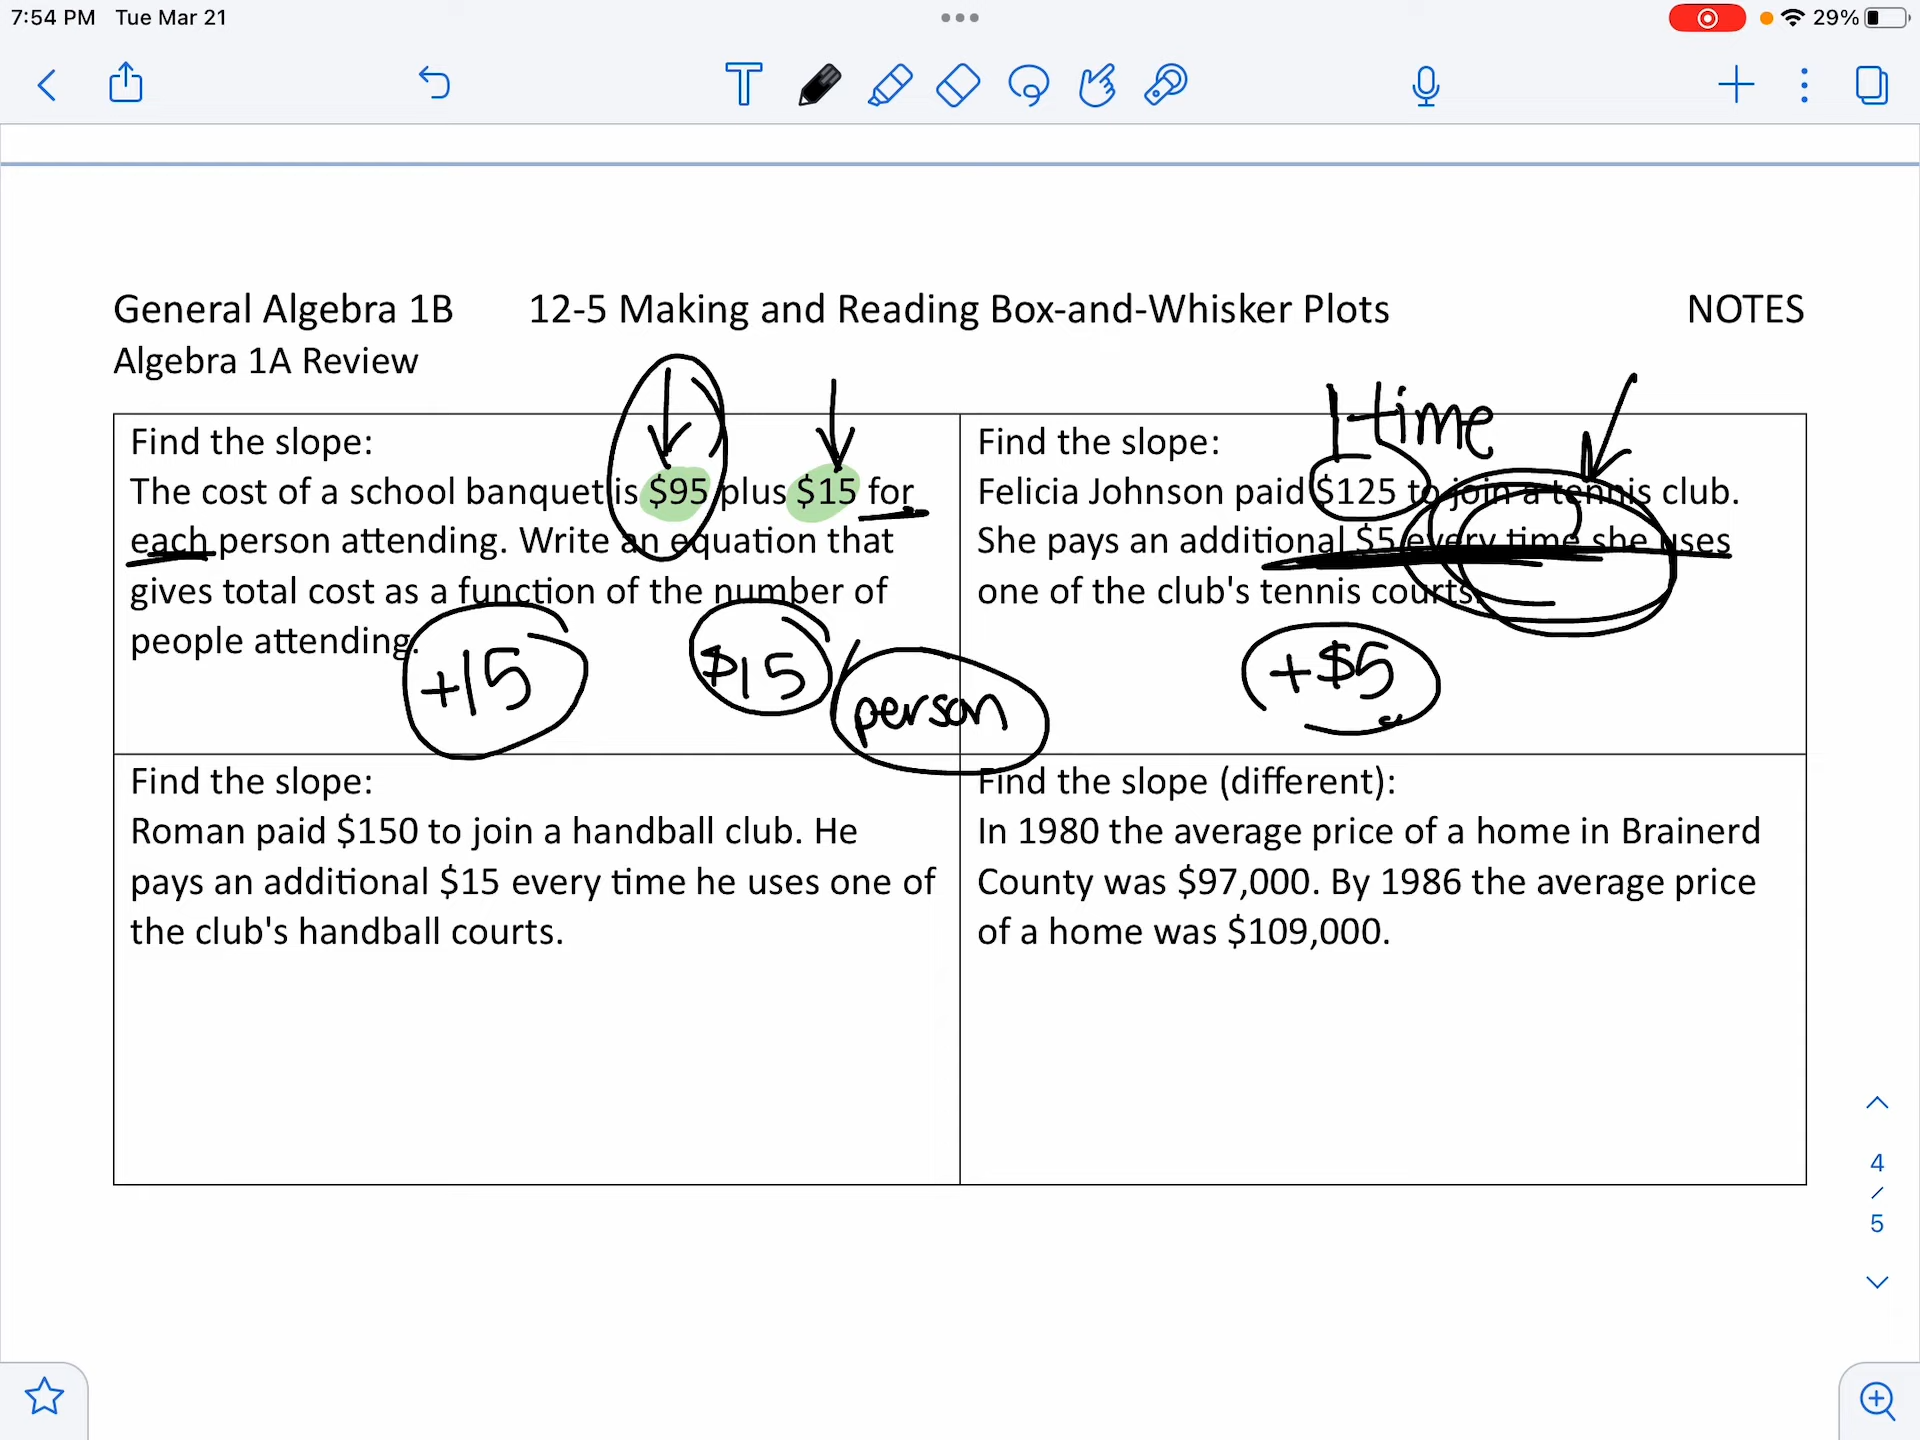 7:54 PM Tue Mar 21
29%
T
General Algebra 1B 12-5 Making and Reading Box-and-Whisker Plots NOTES
Algebra 1A Review
Find the slope:
The cost of a school banquet is $95 plus $15 for
each person attending. Write an equation that
gives total cost as a function of the number of
people attending.
+15
$15/person
1 time
Find the slope:
Felicia Johnson paid $125 to join a tennis club.
She pays an additional $5 every time she uses
one of the club's tennis courts.
+$5
Find the slope:
Roman paid $150 to join a handball club. He
pays an additional $15 every time he uses one of
the club's handball courts.
Find the slope (different):
In 1980 the average price of a home in Brainerd
County was $97,000. By 1986 the average price
of a home was $109,000.
4
/
5